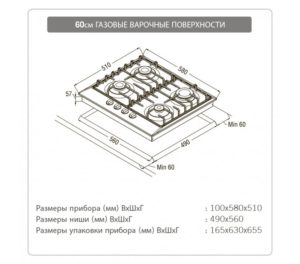 60см ГАЗОВЫЕ ВАРОЧНЫЕ ПОВЕРХНОСТИ
510
580
57
Min 60
560
490
Min 60
Размеры прибора (мм) ВхШхГ : 100x580x510
Размеры ниши (мм) ВхШхГ : 490x560
Размеры упаковки прибора (мм) ВхШхГ : 165x630x655